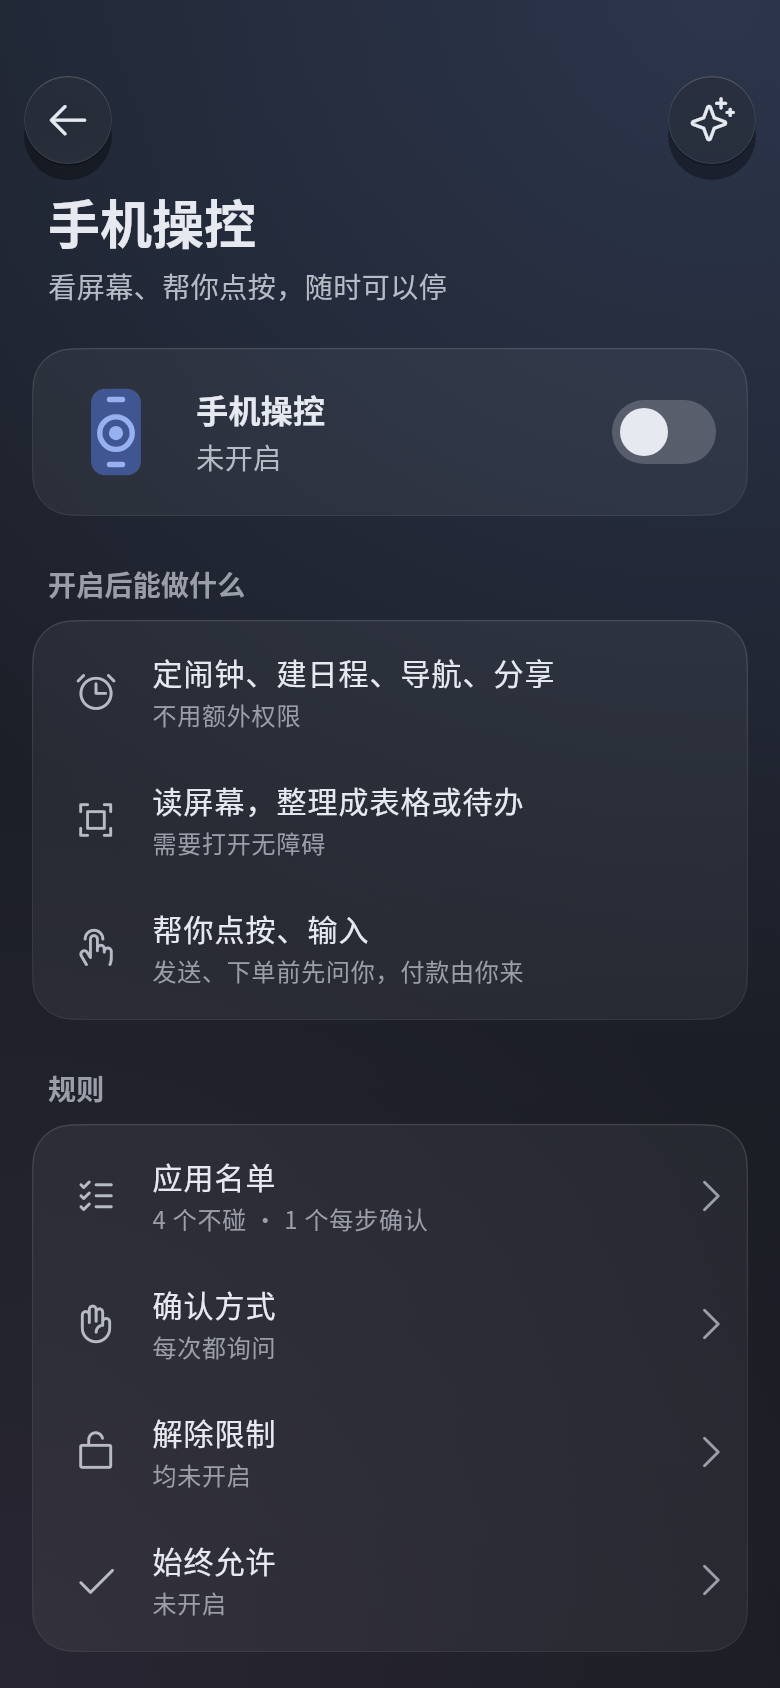 手机操控
看屏幕、帮你点按，随时可以停
手机操控
未开启
开启后能做什么
定闹钟、建日程、导航、分享
不用额外权限
读屏幕，整理成表格或待办
需要打开无障碍
帮你点按、输入
发送、下单前先问你，付款由你来
规则
应用名单
4 个不碰 · 1 个每步确认
确认方式
每次都询问
解除限制
均未开启
始终允许
未开启